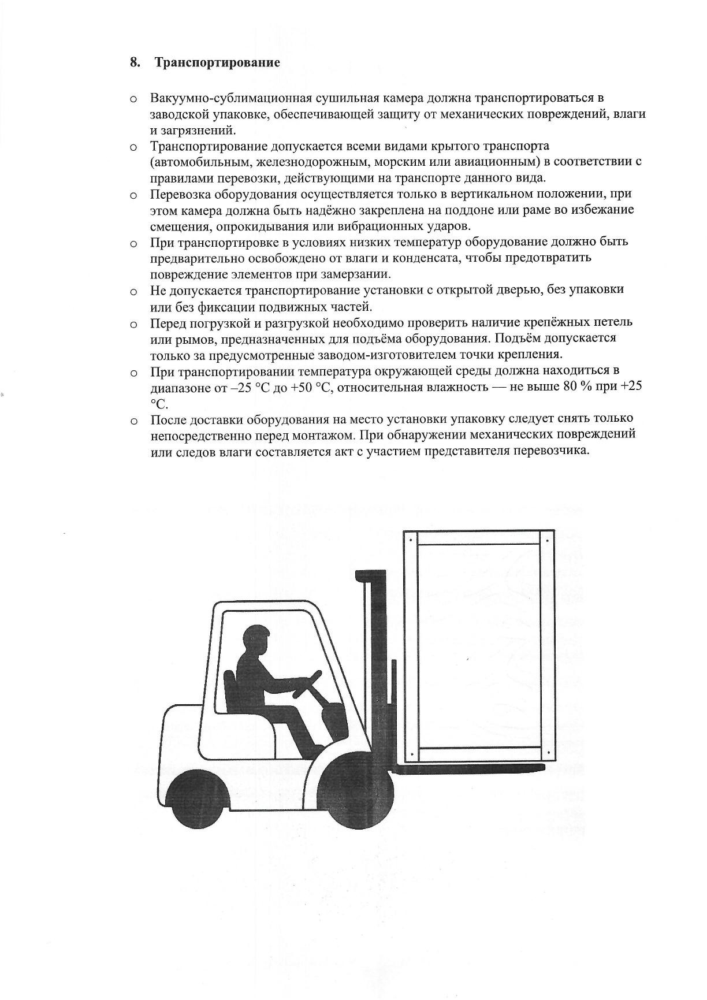 8. Транспортирование
o Вакуумно-сублимационная сушильная камера должна транспортироваться в
заводской упаковке, обеспечивающей защиту от механических повреждений, влаги
и загрязнений.
o Транспортирование допускается всеми видами крытого транспорта
(автомобильным, железнодорожным, морским или авиационным) в соответствии с
правилами перевозки, действующими на транспорте данного вида.
o Перевозка оборудования осуществляется только в вертикальном положении, при
этом камера должна быть надёжно закреплена на поддоне или раме во избежание
смещения, опрокидывания или вибрационных ударов.
o При транспортировке в условиях низких температур оборудование должно быть
предварительно освобождено от влаги и конденсата, чтобы предотвратить
повреждение элементов при замерзании.
o Не допускается транспортирование установки с открытой дверью, без упаковки
или без фиксации подвижных частей.
o Перед погрузкой и разгрузкой необходимо проверить наличие крепёжных петель
или рымов, предназначенных для подъёма оборудования. Подъём допускается
только за предусмотренные заводом-изготовителем точки крепления.
o При транспортировании температура окружающей среды должна находиться в
диапазоне от –25 °C до +50 °C, относительная влажность — не выше 80 % при +25
°C.
o После доставки оборудования на место установки упаковку следует снять только
непосредственно перед монтажом. При обнаружении механических повреждений
или следов влаги составляется акт с участием представителя перевозчика.